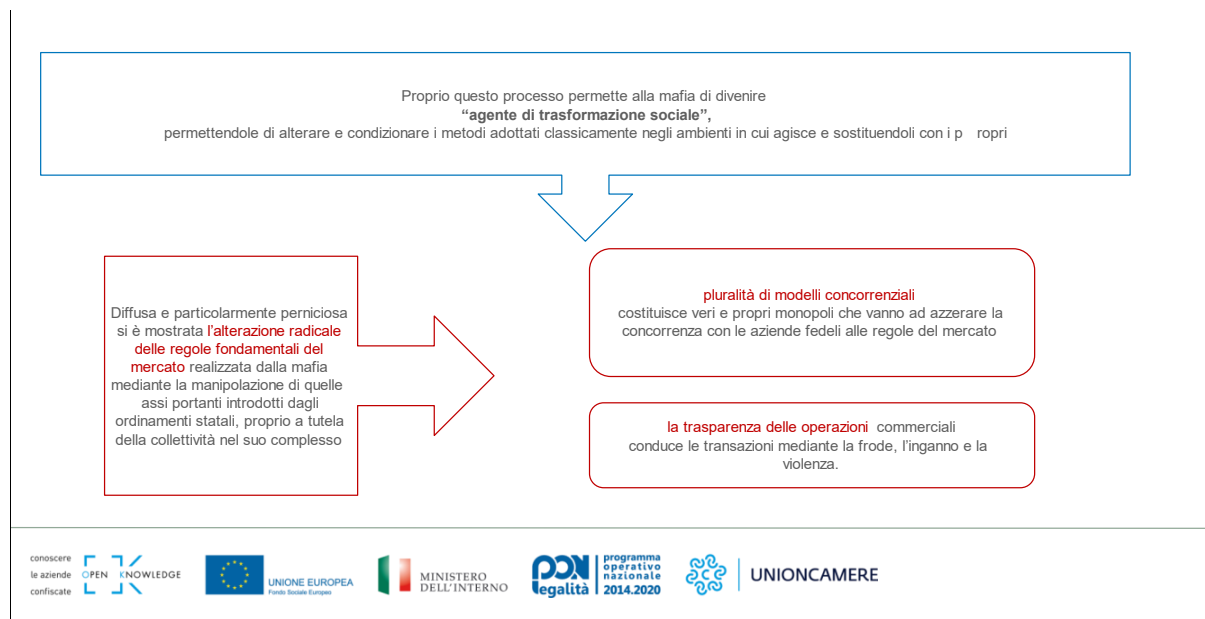 Proprio questo processo permette alla mafia di divenire
“agente di trasformazione sociale”,
permettendole di alterare e condizionare i metodi adottati classicamente negli ambienti in cui agisce e sostituendoli con i p ropri
Diffusa e particolarmente perniciosa
si è mostrata l’alterazione radicale
delle regole fondamentali del
mercato realizzata dalla mafia
mediante la manipolazione di quelle
assi portanti introdotti dagli
ordinamenti statali, proprio a tutela
della collettività nel suo complesso
pluralità di modelli concorrenziali
costituisce veri e propri monopoli che vanno ad azzerare la
concorrenza con le aziende fedeli alle regole del mercato
la trasparenza delle operazioni commerciali
conduce le transazioni mediante la frode, l’inganno e la
violenza.
conoscere
le aziende
confiscate
OPEN KNOWLEDGE
UNIONE EUROPEA
Fondo Sociale Europeo
MINISTERO
DELL'INTERNO
pon
legalità
programma
operativo
nazionale
2014.2020
UNIONCAMERE